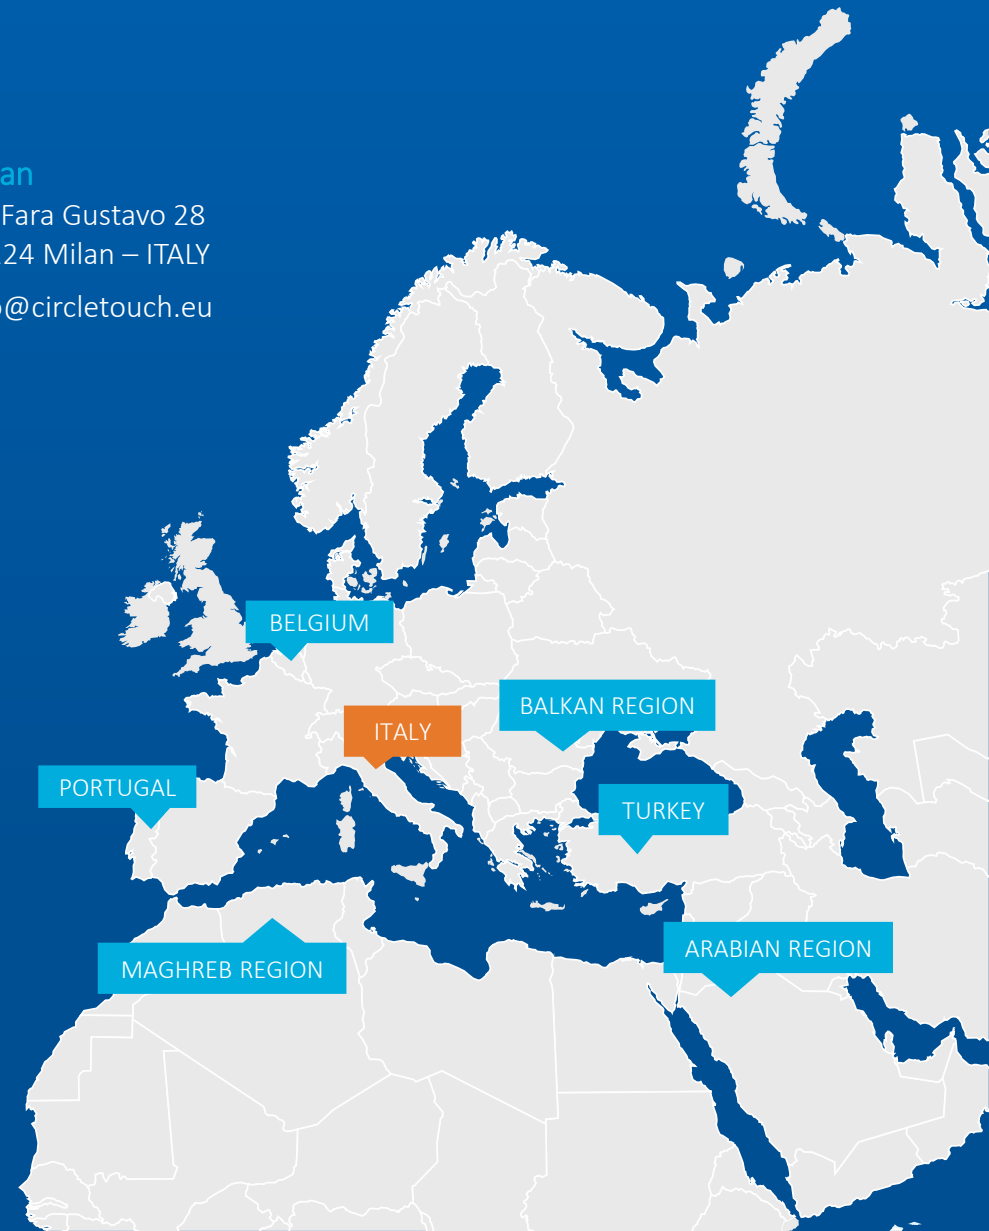 an
Fara Gustavo 28
24 Milan – ITALY
@circletouch.eu
BELGIUM
BALKAN REGION
ITALY
PORTUGAL
TURKEY
ARABIAN REGION
MAGHREB REGION